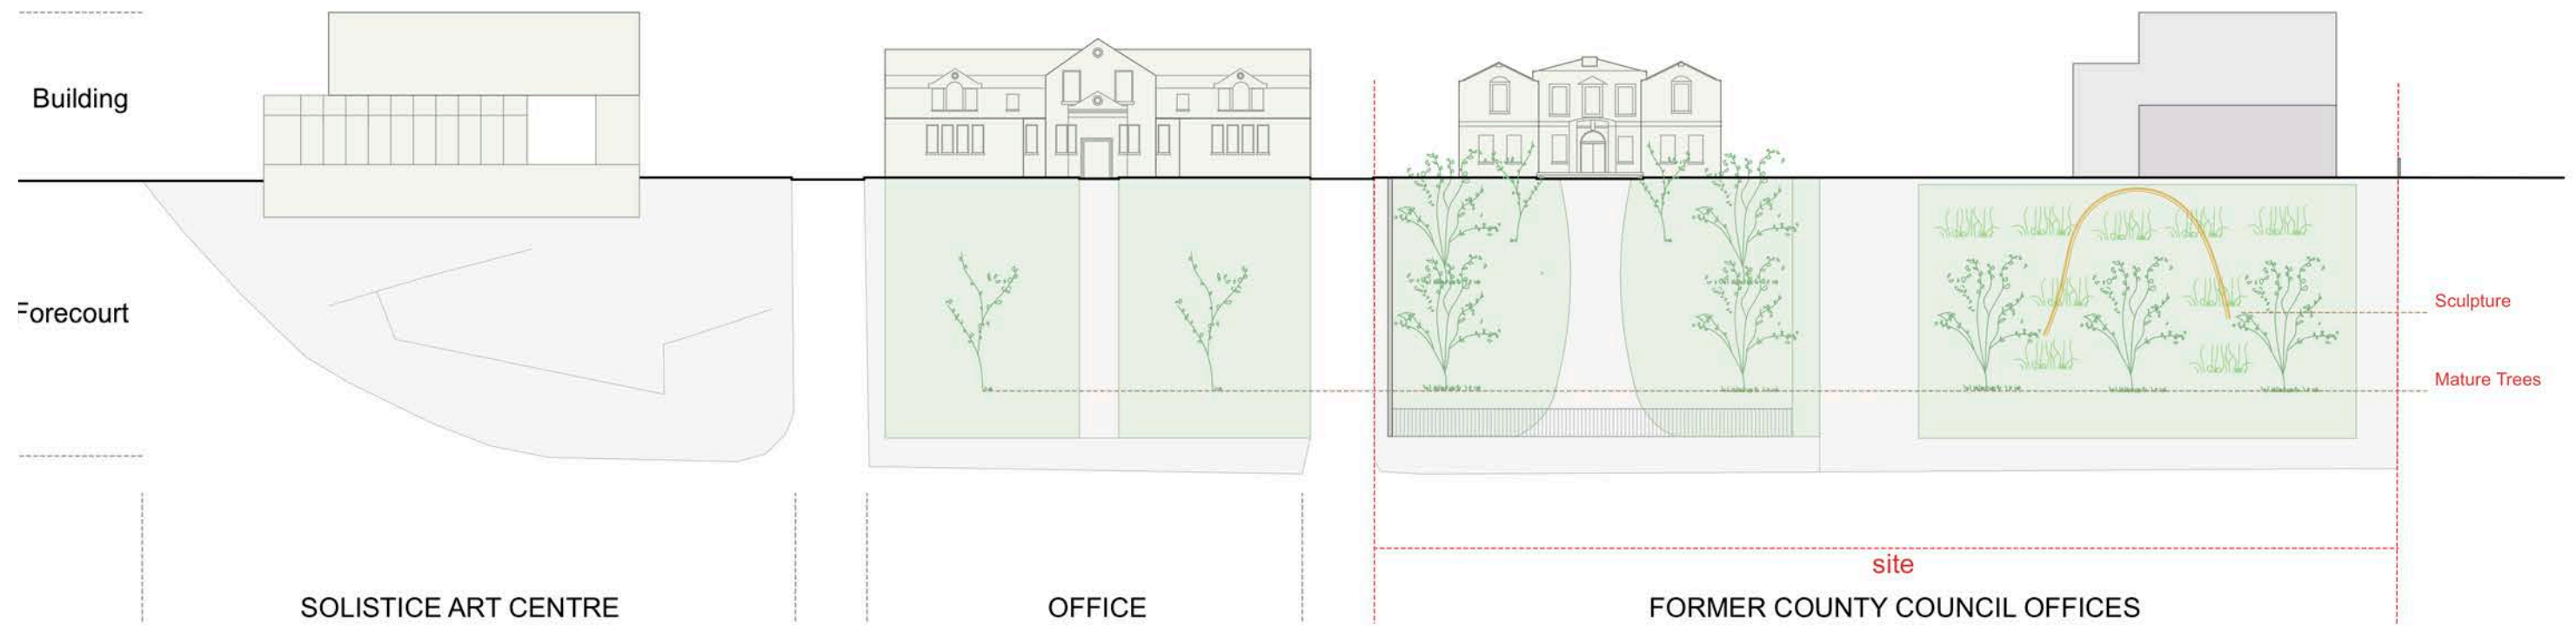 Building
Forecourt
Sculpture
Mature Trees
site
SOLISTICE ART CENTRE
OFFICE
FORMER COUNTY COUNCIL OFFICES